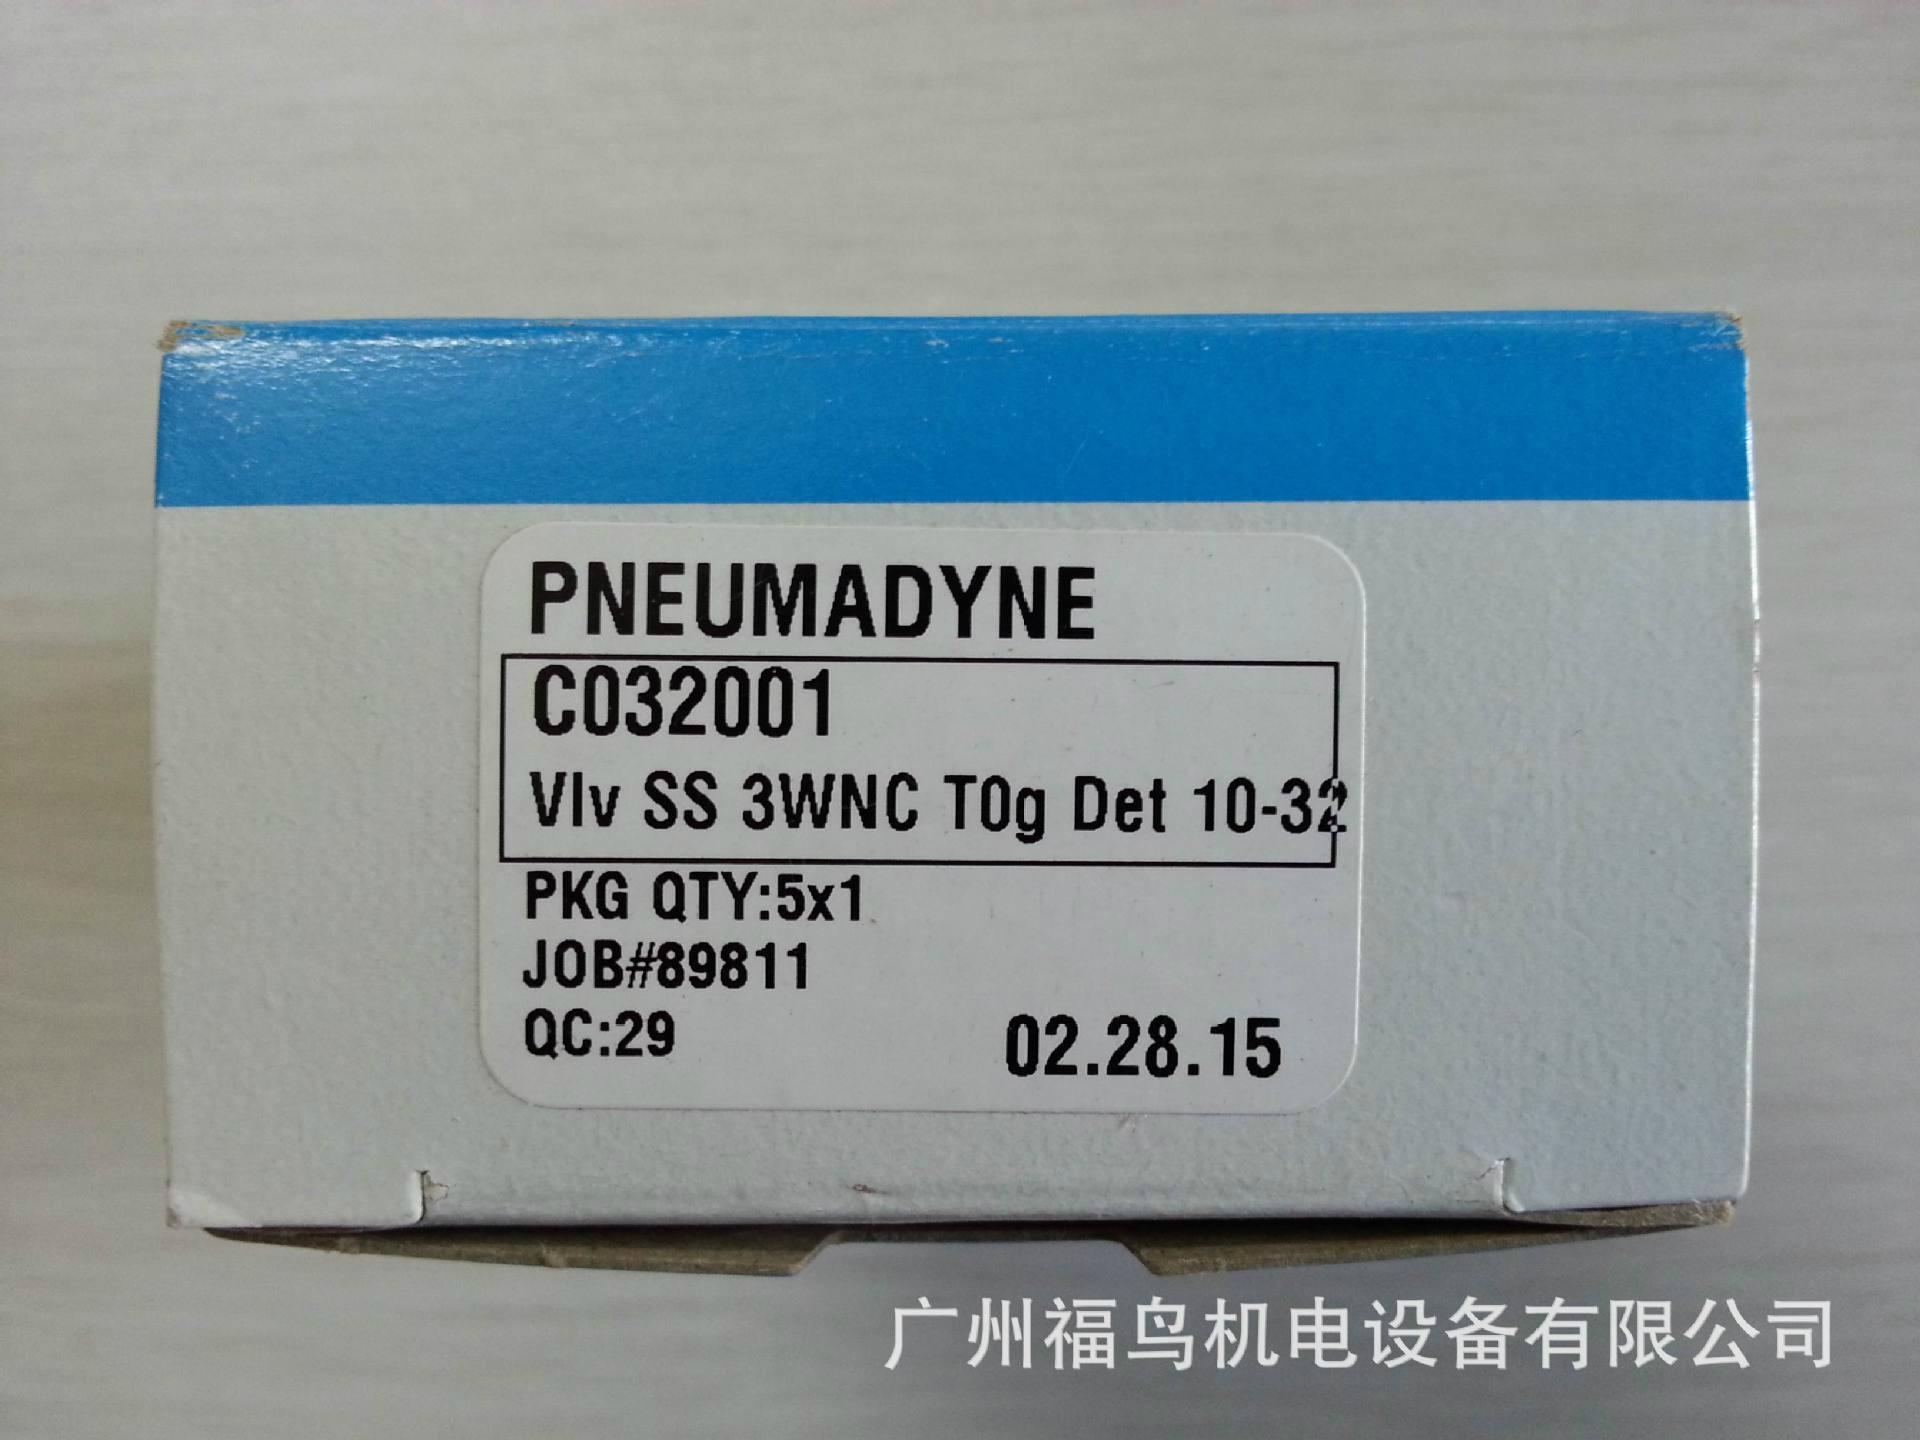 PNEUMADYNE
C032001
Vlv SS 3WNC T0g Det 10-32
PKG QTY:5x1
JOB#89811
QC:29
02.28.15
广州福鸟机电设备有限公司